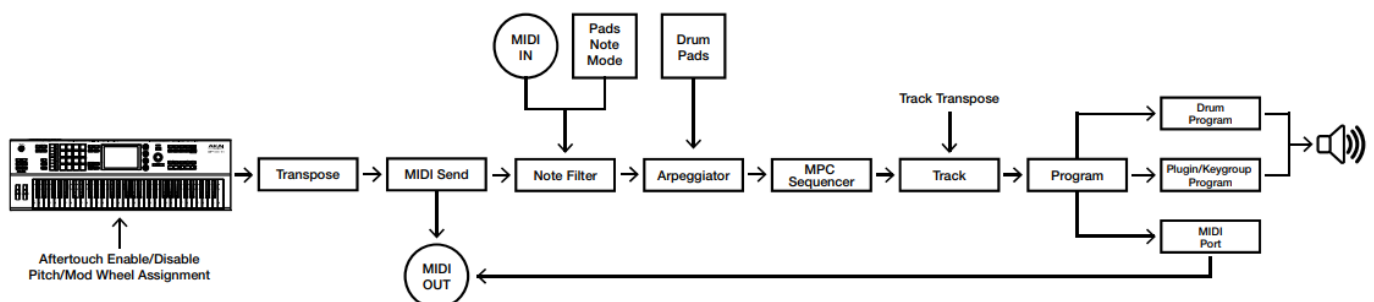 MIDI
IN
Pads
Note
Mode
Drum
Pads
Track Transpose
Drum
Program
AKAI
Transpose
MIDI Send
Note Filter
Arpeggiator
MPC
Sequencer
Track
Program
Plugin/Keygroup
Program
MIDI
Port
Aftertouch Enable/Disable
Pitch/Mod Wheel Assignment
MIDI
OUT